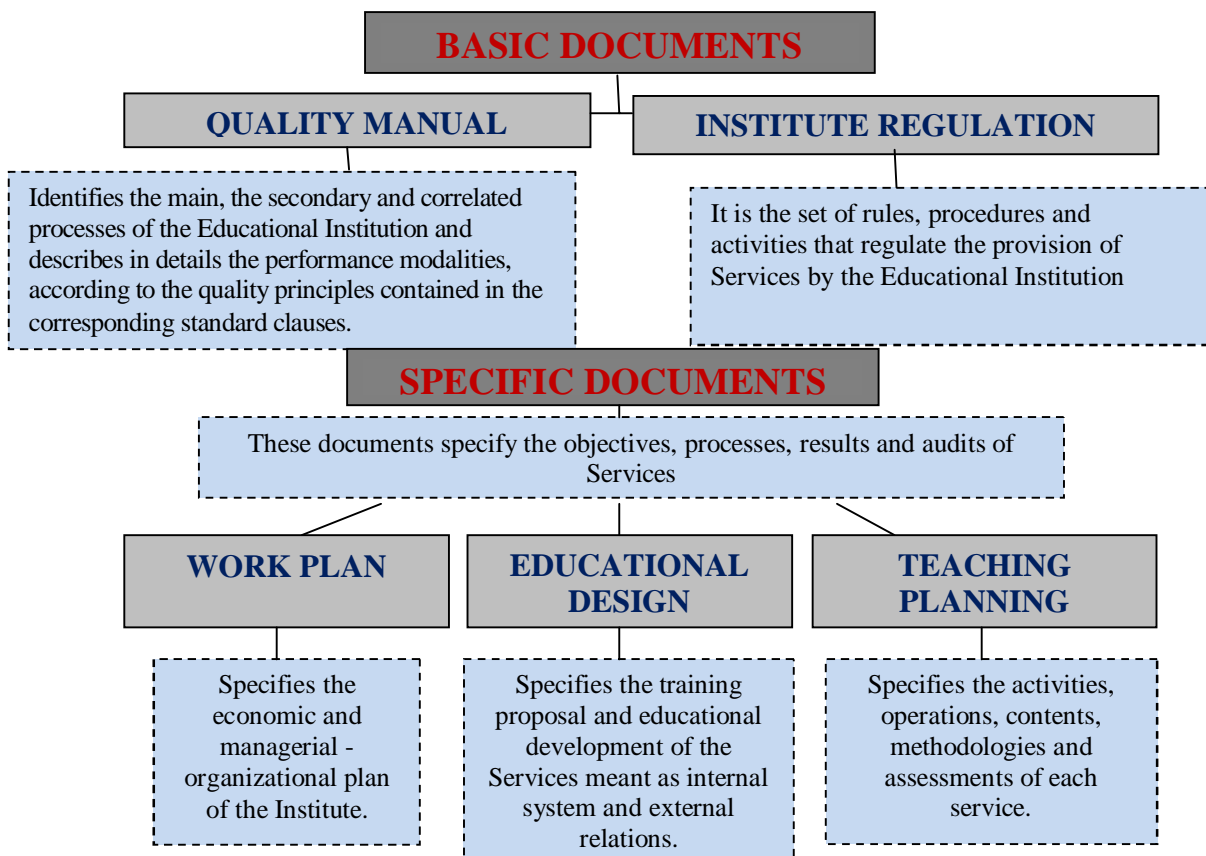 BASIC DOCUMENTS
QUALITY MANUAL
INSTITUTE REGULATION
Identifies the main, the secondary and correlated
processes of the Educational Institution and
describes in details the performance modalities,
according to the quality principles contained in the
corresponding standard clauses.
It is the set of rules, procedures and
activities that regulate the provision of
Services by the Educational Institution
SPECIFIC DOCUMENTS
These documents specify the objectives, processes, results and audits of
Services
WORK PLAN
EDUCATIONAL
DESIGN
TEACHING
PLANNING
Specifies the
economic and
managerial -
organizational plan
of the Institute.
Specifies the training
proposal and educational
development of the
Services meant as internal
system and external
relations.
Specifies the activities,
operations, contents,
methodologies and
assessments of each
service.